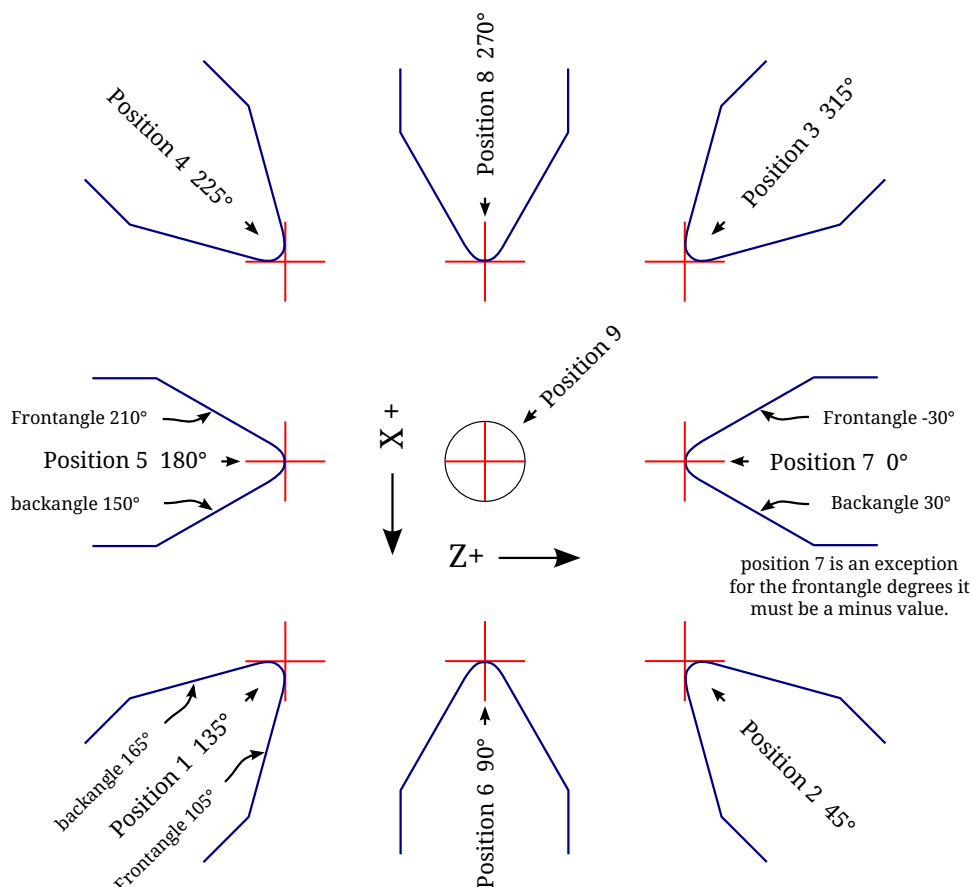 Position 4 225°
Position 8 270°
Position 3 315°
Position 9
X +
Frontangle 210°
Position 5 180°
backangle 150°
Frontangle -30°
Position 7 0°
Backangle 30°
Z+
position 7 is an exception
for the frontangle degrees it
must be a minus value.
backangle 165°
Position 1 135°
Frontangle 105°
Position 6 90°
Position 2 45°